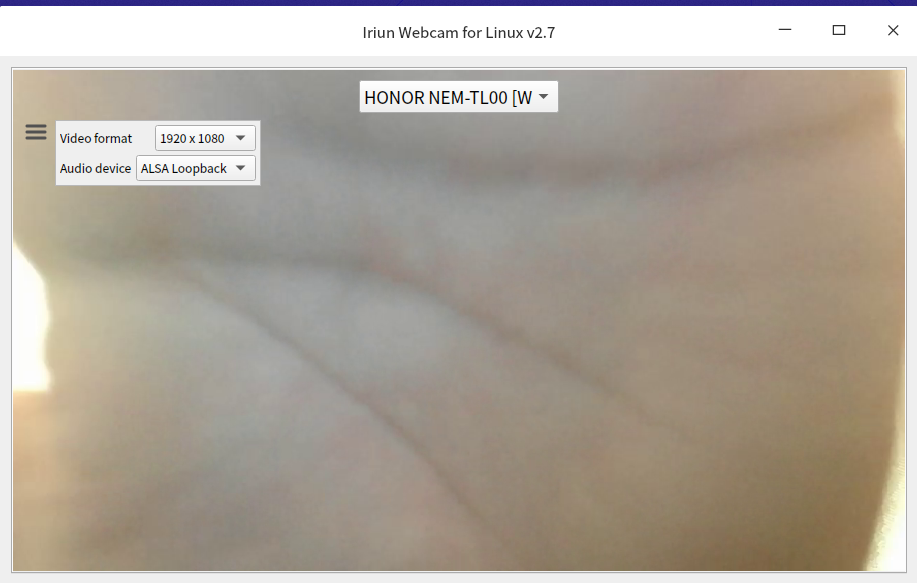 Iriun Webcam for Linux v2.7
HONOR NEM-TL00 [W
Video format 1920 x 1080
Audio device ALSA Loopback